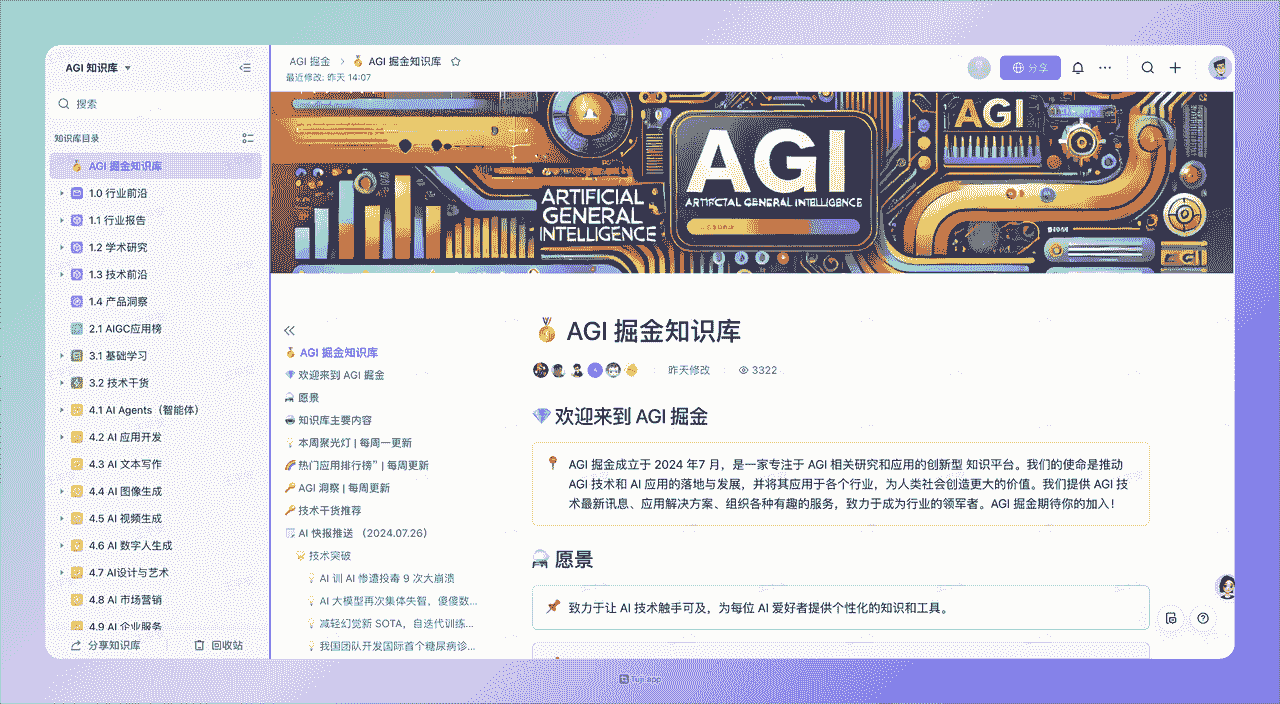 AGI 知识库
搜索
知识库目录
AGI 掘金知识库
1.0 行业前沿
1.1 行业报告
1.2 学术研究
1.3 技术前沿
1.4 产品洞察
2.1 AIGC应用榜
3.1 基础学习
3.2 技术干货
4.1 AI Agents（智能体）
4.2 AI 应用开发
4.3 AI 文本写作
4.4 AI 图像生成
4.5 AI 视频生成
4.6 AI 数字人生成
4.7 AI设计与艺术
4.8 AI 市场营销
4.9 AI 企业服务
分享知识库
回收站
AGI 掘金
AGI 掘金知识库
最近修改: 昨天 14:07
分享
ARTIFICIAL
GENERAL
INTELLIGENCE
AGI
ARTIFICTAL GENERAL INTELLIGENCE
AGI
AGI 掘金知识库
欢迎来到 AGI 掘金
愿景
知识库主要内容
本周聚光灯 | 每周一更新
热门应用排行榜” | 每周更新
AGI 洞察 | 每周更新
技术干货推荐
AI 快报推送 （2024.07.26）
技术突破
AI 训 AI 惨遭投毒 9 次大崩溃
AI 大模型再次集体失智，傻傻数...
减轻幻觉新 SOTA，自迭代训练...
我国团队开发国际首个糖尿病诊...
AGI 掘金知识库
昨天修改
3322
欢迎来到 AGI 掘金
AGI 掘金成立于 2024 年7 月，是一家专注于 AGI 相关研究和应用的创新型 知识平台。我们的使命是推动
AGI 技术和 AI 应用的落地与发展，并将其应用于各个行业，为人类社会创造更大的价值。我们提供 AGI 技
术最新讯息、应用解决方案、组织各种有趣的服务，致力于成为行业的领军者。AGI 掘金期待你的加入！
愿景
致力于让 AI 技术触手可及，为每位 AI 爱好者提供个性化的知识和工具。